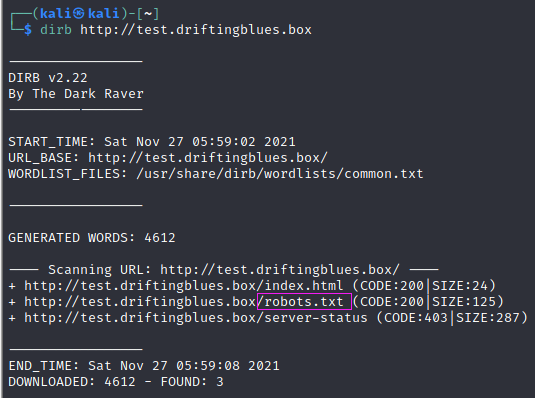 ┌──(kali㉿kali)-[~]
└─$ dirb http://test.driftingblues.box
-----------------
DIRB v2.22
By The Dark Raver
-----------------
START_TIME: Sat Nov 27 05:59:02 2021
URL_BASE: http://test.driftingblues.box/
WORDLIST_FILES: /usr/share/dirb/wordlists/common.txt
-----------------
GENERATED WORDS: 4612
---- Scanning URL: http://test.driftingblues.box/ ----
+ http://test.driftingblues.box/index.html (CODE:200|SIZE:24)
+ http://test.driftingblues.box/robots.txt (CODE:200|SIZE:125)
+ http://test.driftingblues.box/server-status (CODE:403|SIZE:287)
-----------------
END_TIME: Sat Nov 27 05:59:08 2021
DOWNLOADED: 4612 - FOUND: 3